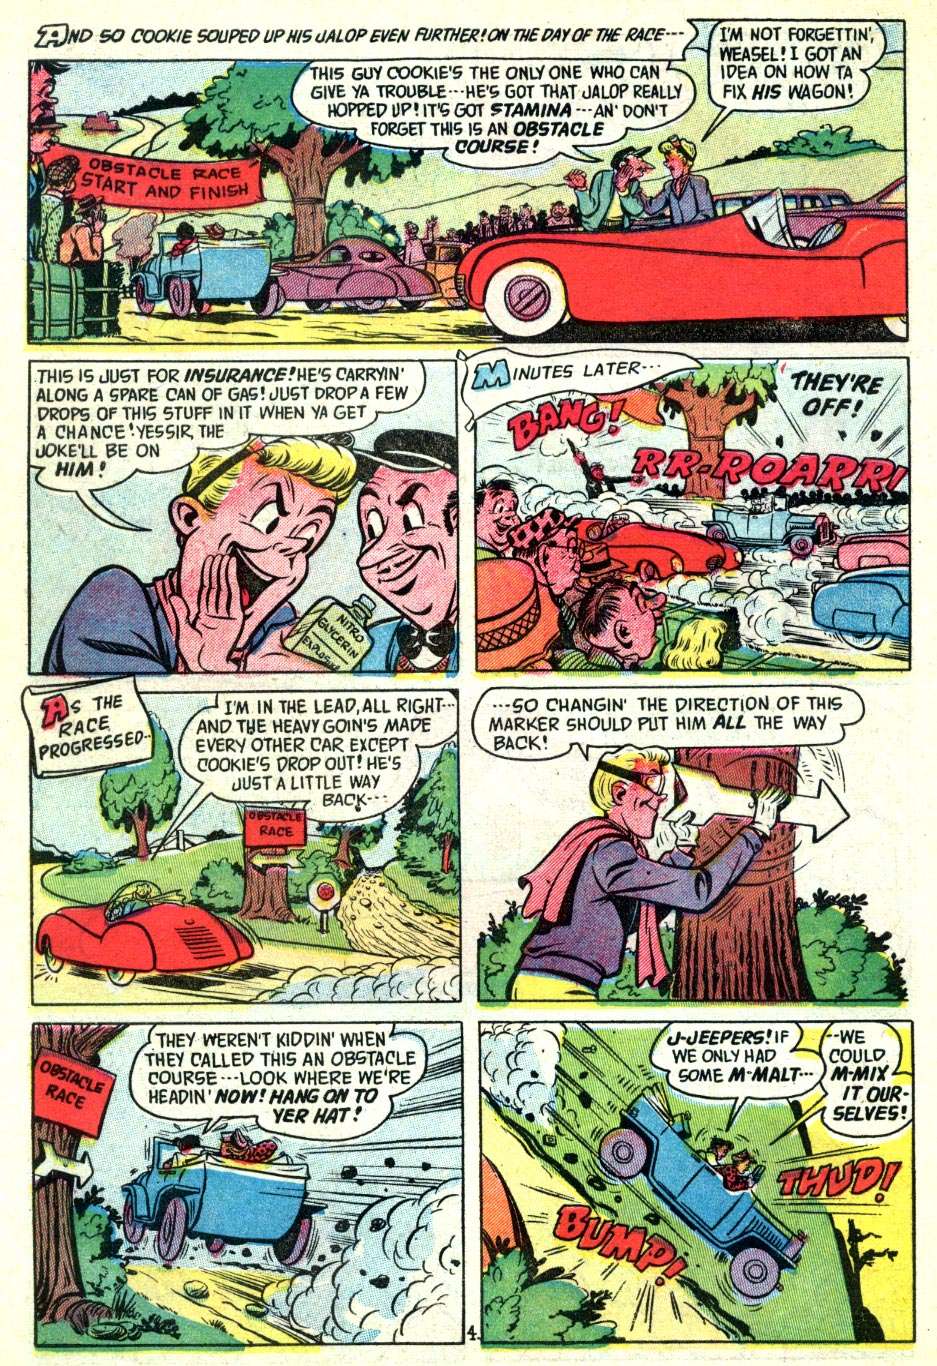 AND SO COOKIE SOUPED UP HIS JALOP EVEN FURTHER! ON THE DAY OF THE RACE---
THIS GUY COOKIE'S THE ONLY ONE WHO CAN
GIVE YA TROUBLE---HE'S GOT THAT JALOP REALLY
HOPPED UP! IT'S GOT STAMINA---AN' DON'T
FORGET THIS IS AN OBSTACLE
COURSE!
I'M NOT FORGETTIN',
WEASEL! I GOT AN
IDEA ON HOW TA
FIX HIS WAGON!
OBSTACLE RACE
START AND FINISH
THIS IS JUST FOR INSURANCE! HE'S CARRYIN'
ALONG A SPARE CAN OF GAS! JUST DROP A FEW
DROPS OF THIS STUFF IN IT WHEN YA GET
A CHANCE! YESSIR, THE
JOKE'LL BE ON
HIM!
NITRO
GLYCERIN
EXPLOSIVE
MINUTES LATER---
BANG!
THEY'RE
OFF!
RR-ROARR!
AS THE
RACE
PROGRESSED--
I'M IN THE LEAD, ALL RIGHT--
AND THE HEAVY GOIN'S MADE
EVERY OTHER CAR EXCEPT
COOKIE'S DROP OUT! HE'S
JUST A LITTLE WAY
BACK---
OBSTACLE
RACE
---SO CHANGIN' THE DIRECTION OF THIS
MARKER SHOULD PUT HIM ALL THE WAY
BACK!
OBSTACLE
RACE
THEY WEREN'T KIDDIN' WHEN
THEY CALLED THIS AN OBSTACLE
COURSE---LOOK WHERE WE'RE
HEADIN' NOW! HANG ON TO
YER HAT!
J-JEEPERS! IF
WE ONLY HAD
SOME M-MALT---
--WE
COULD
M-MIX
IT OUR-
SELVES!
THUD!
BUMP!
4.